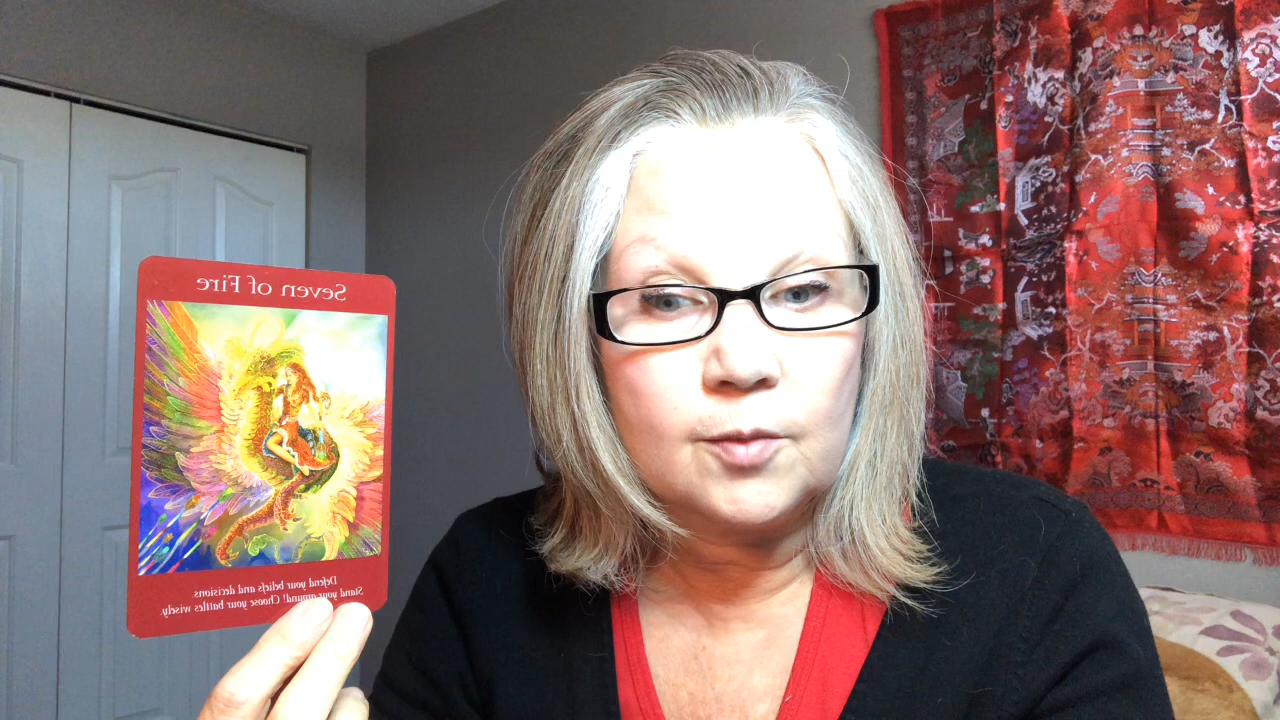 Seven of Fire
Defend your beliefs and decisions.
Stand your ground! Choose your battles wisely.